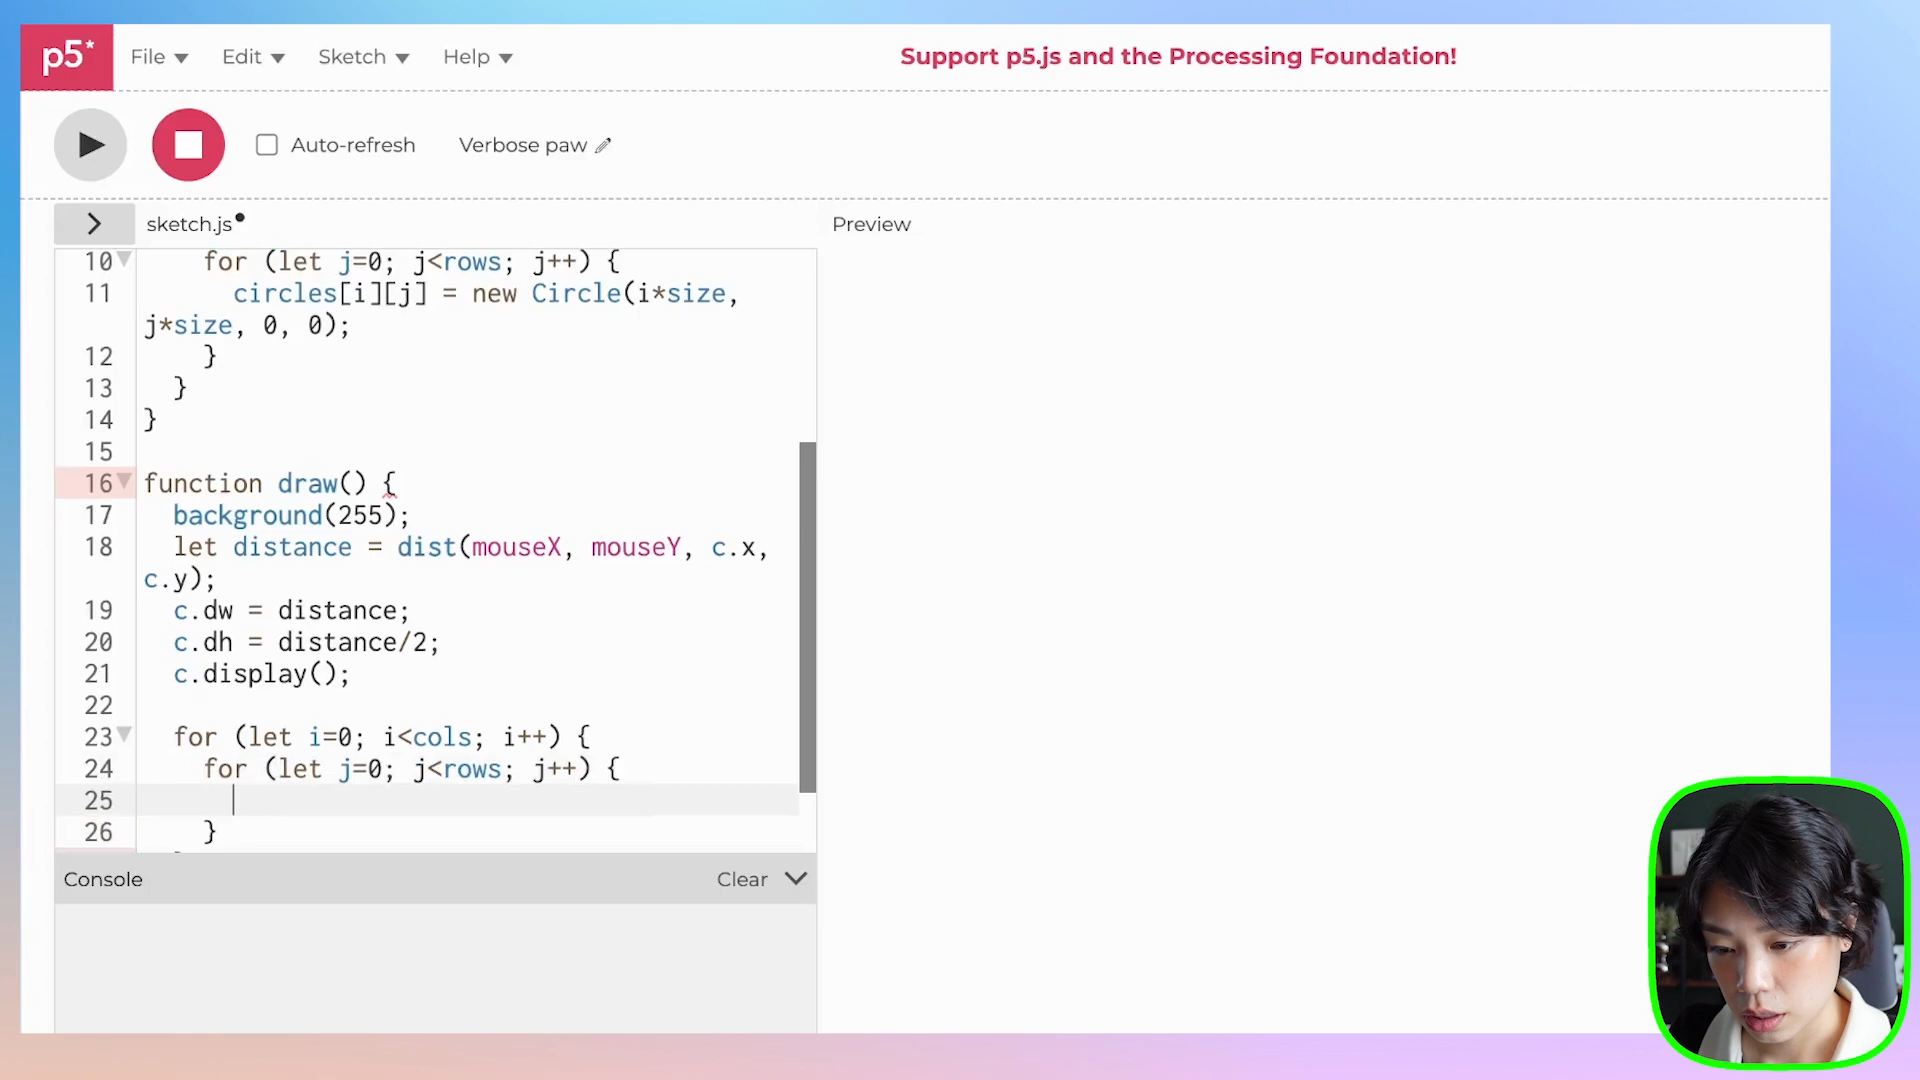 p5* File Edit Sketch Help Support p5.js and the Processing Foundation!
Auto-refresh Verbose paw
sketch.js Preview
10 for (let j=0; j<rows; j++) {
11 circles[i][j] = new Circle(i*size,
j*size, 0, 0);
12 }
13 }
14 }
15
16 function draw() {
17 background(255);
18 let distance = dist(mouseX, mouseY, c.x,
c.y);
19 c.dw = distance;
20 c.dh = distance/2;
21 c.display();
22
23 for (let i=0; i<cols; i++) {
24 for (let j=0; j<rows; j++) {
25
26 }
Console Clear